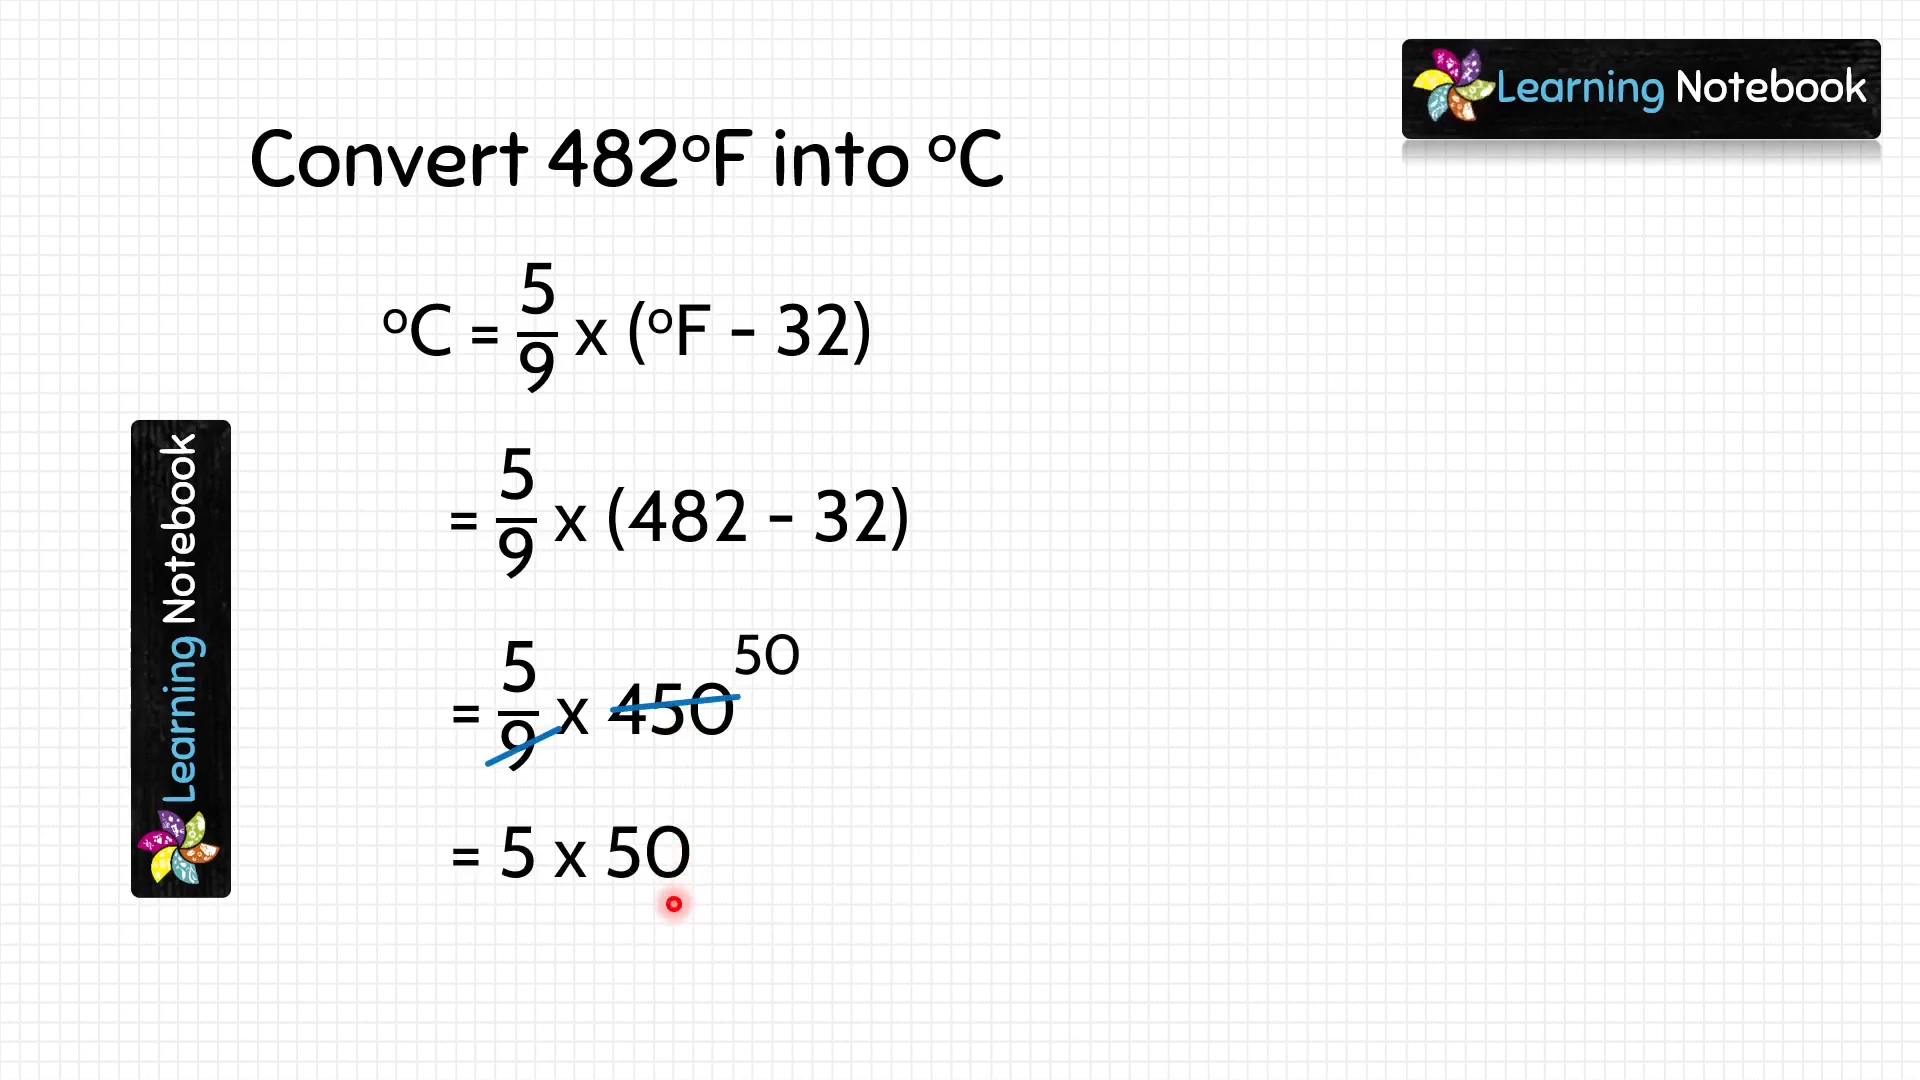 Learning Notebook
Convert 482°F into °C
°C = 5/9 x (°F - 32)
= 5/9 x (482 - 32)
= 5/9 x 450 50
= 5 x 50
Learning Notebook